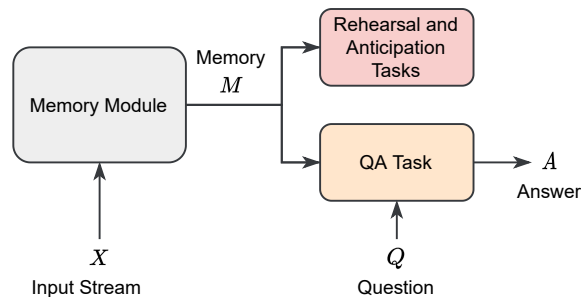 Rehearsal and
Anticipation
Tasks
Memory
M
Memory Module
QA Task
A
Answer
X
Input Stream
Q
Question